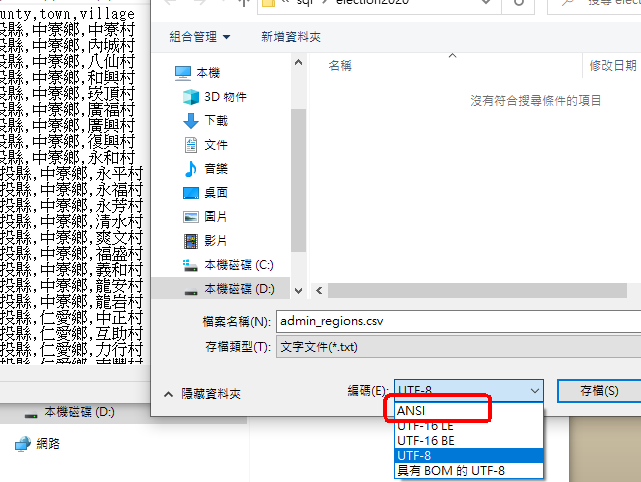 unty,town,village
投縣,中寮鄉,中寮村
投縣,中寮鄉,內城村
投縣,中寮鄉,八仙村
投縣,中寮鄉,和興村
投縣,中寮鄉,崁頂村
投縣,中寮鄉,廣福村
投縣,中寮鄉,廣興村
投縣,中寮鄉,復興村
投縣,中寮鄉,永和村
投縣,中寮鄉,永平村
投縣,中寮鄉,永福村
投縣,中寮鄉,永芳村
投縣,中寮鄉,清水村
投縣,中寮鄉,爽文村
投縣,中寮鄉,福盛村
投縣,中寮鄉,義和村
投縣,中寮鄉,龍安村
投縣,中寮鄉,龍岩村
投縣,仁愛鄉,中正村
投縣,仁愛鄉,互助村
投縣,仁愛鄉,力行村
sql
election2020
搜尋 election
組合管理
新增資料夾
本機
3D 物件
下載
文件
音樂
桌面
圖片
影片
本機磁碟 (C:)
本機磁碟 (D:)
名稱
修改日期
沒有符合搜尋條件的項目
檔案名稱(N):
admin_regions.csv
存檔類型(T):
文字文件(*.txt)
隱藏資料夾
編碼(E):
UTF-8
存檔(S)
ANSI
UTF-16 LE
UTF-16 BE
UTF-8
具有 BOM 的 UTF-8
本機磁碟 (D:)
網路